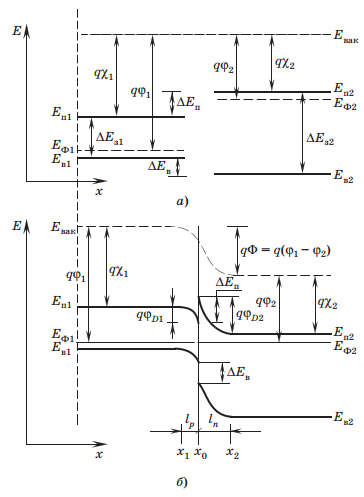 E
Eвак
qχ₁
qφ₁
qφ₂
qχ₂
ΔEп
Eп1
Eп2
EФ2
ΔEз1
ΔEз2
EФ1
Eв1
ΔEв
Eв2
x
а)
E
Eвак
qΦ = q(φ₁ − φ₂)
qφ₁
qχ₁
ΔEп
Eп1
qφD1
qφD2
qφ₂
qχ₂
EФ1
Eп2
Eв1
EФ2
ΔEв
Eв2
lp
ln
x
x₁ x₀ x₂
б)